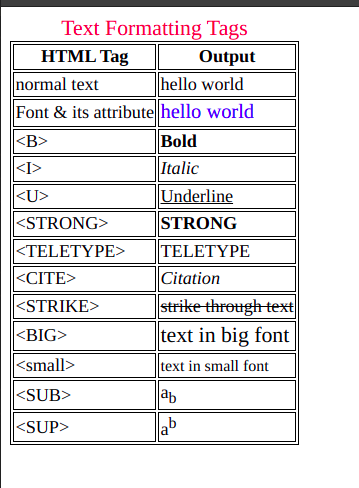 Text Formatting Tags
HTML Tag Output
normal text hello world
Font & its attribute hello world
<B> Bold
<I> Italic
<U> Underline
<STRONG> STRONG
<TELETYPE> TELETYPE
<CITE> Citation
<STRIKE> strike through text
<BIG> text in big font
<small> text in small font
<SUB> ab
<SUP> ab